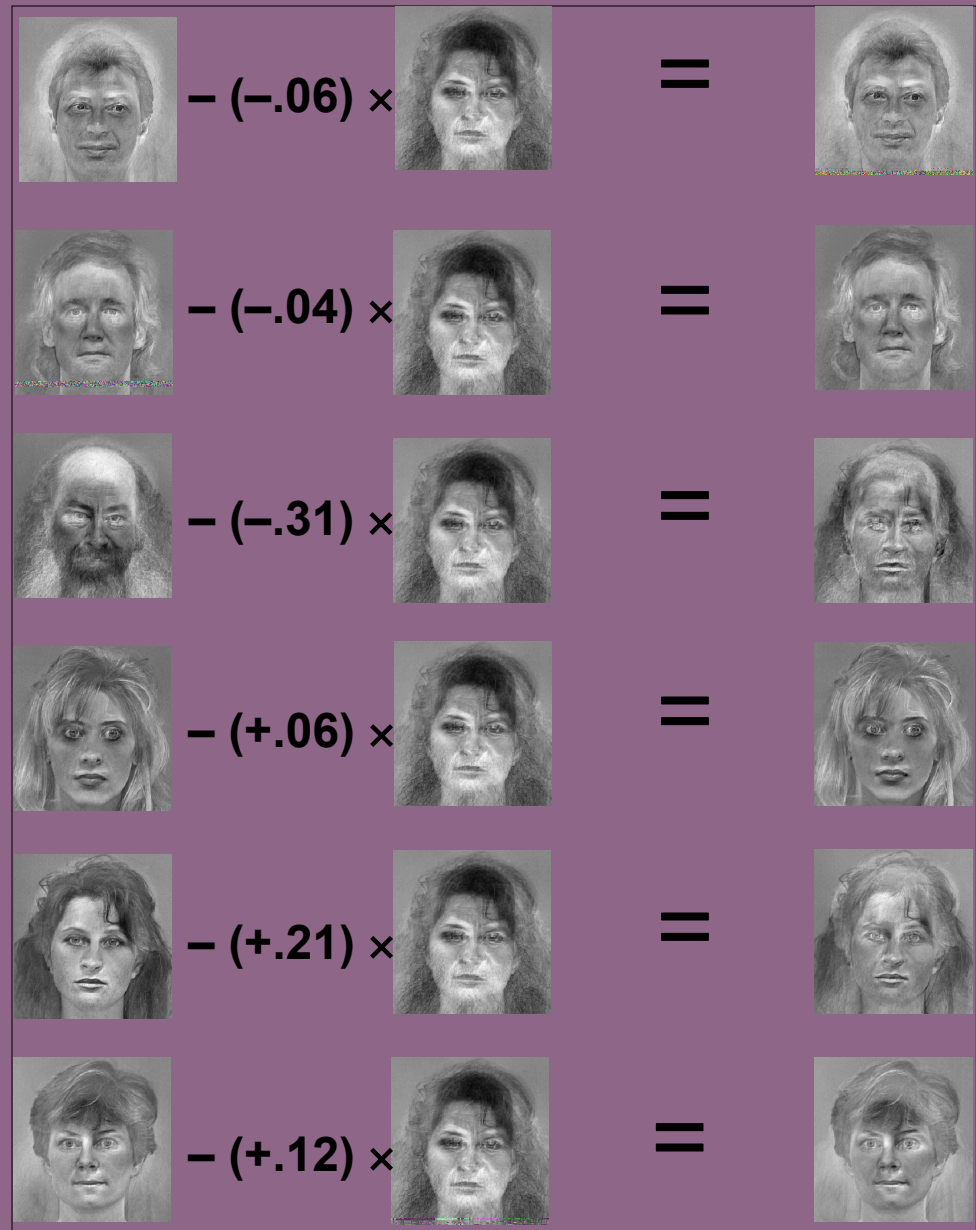 – (–.06) × =
– (–.04) × =
– (–.31) × =
– (+.06) × =
– (+.21) × =
– (+.12) × =